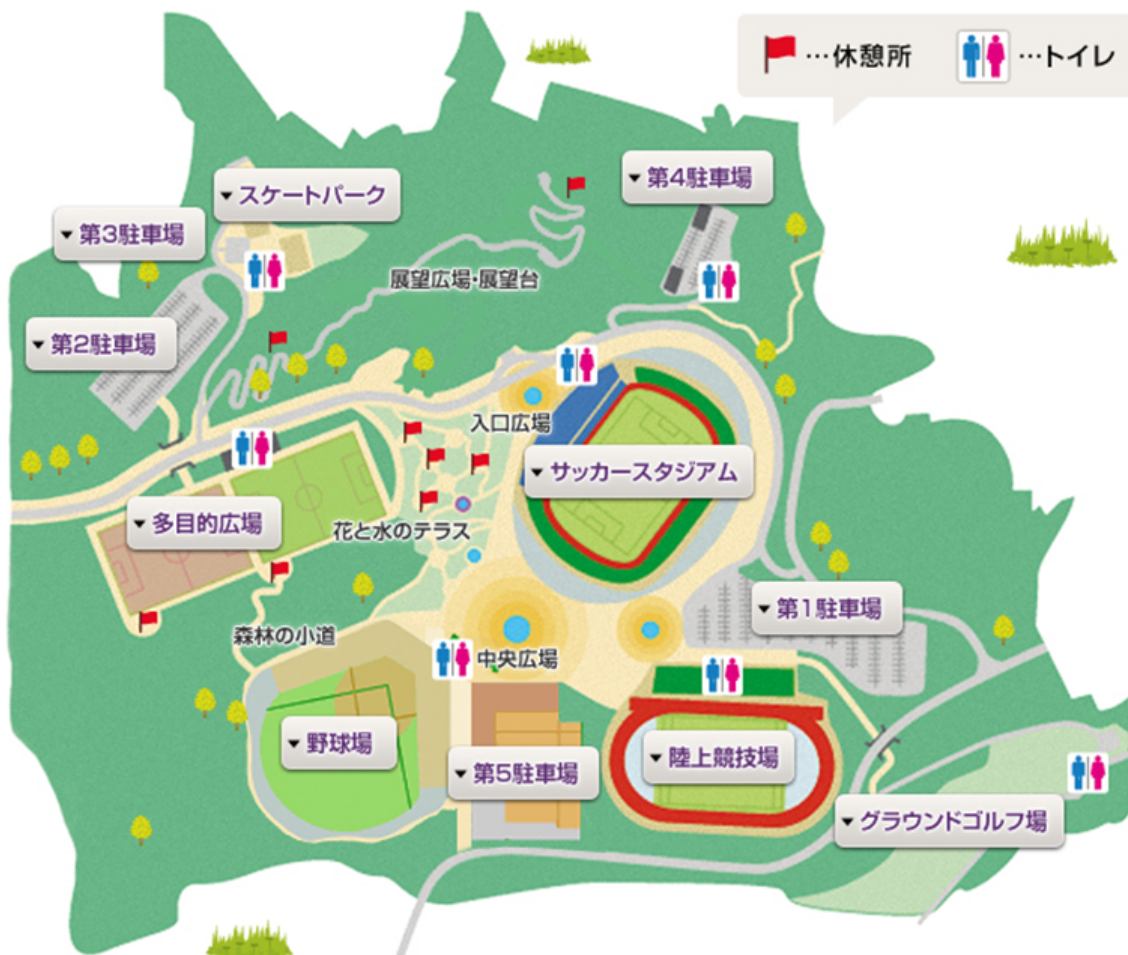 …休憩所
…トイレ
第4駐車場
スケートパーク
第3駐車場
展望広場・展望台
第2駐車場
入口広場
サッカースタジアム
多目的広場
花と水のテラス
第1駐車場
森林の小道
中央広場
野球場
第5駐車場
陸上競技場
グラウンドゴルフ場